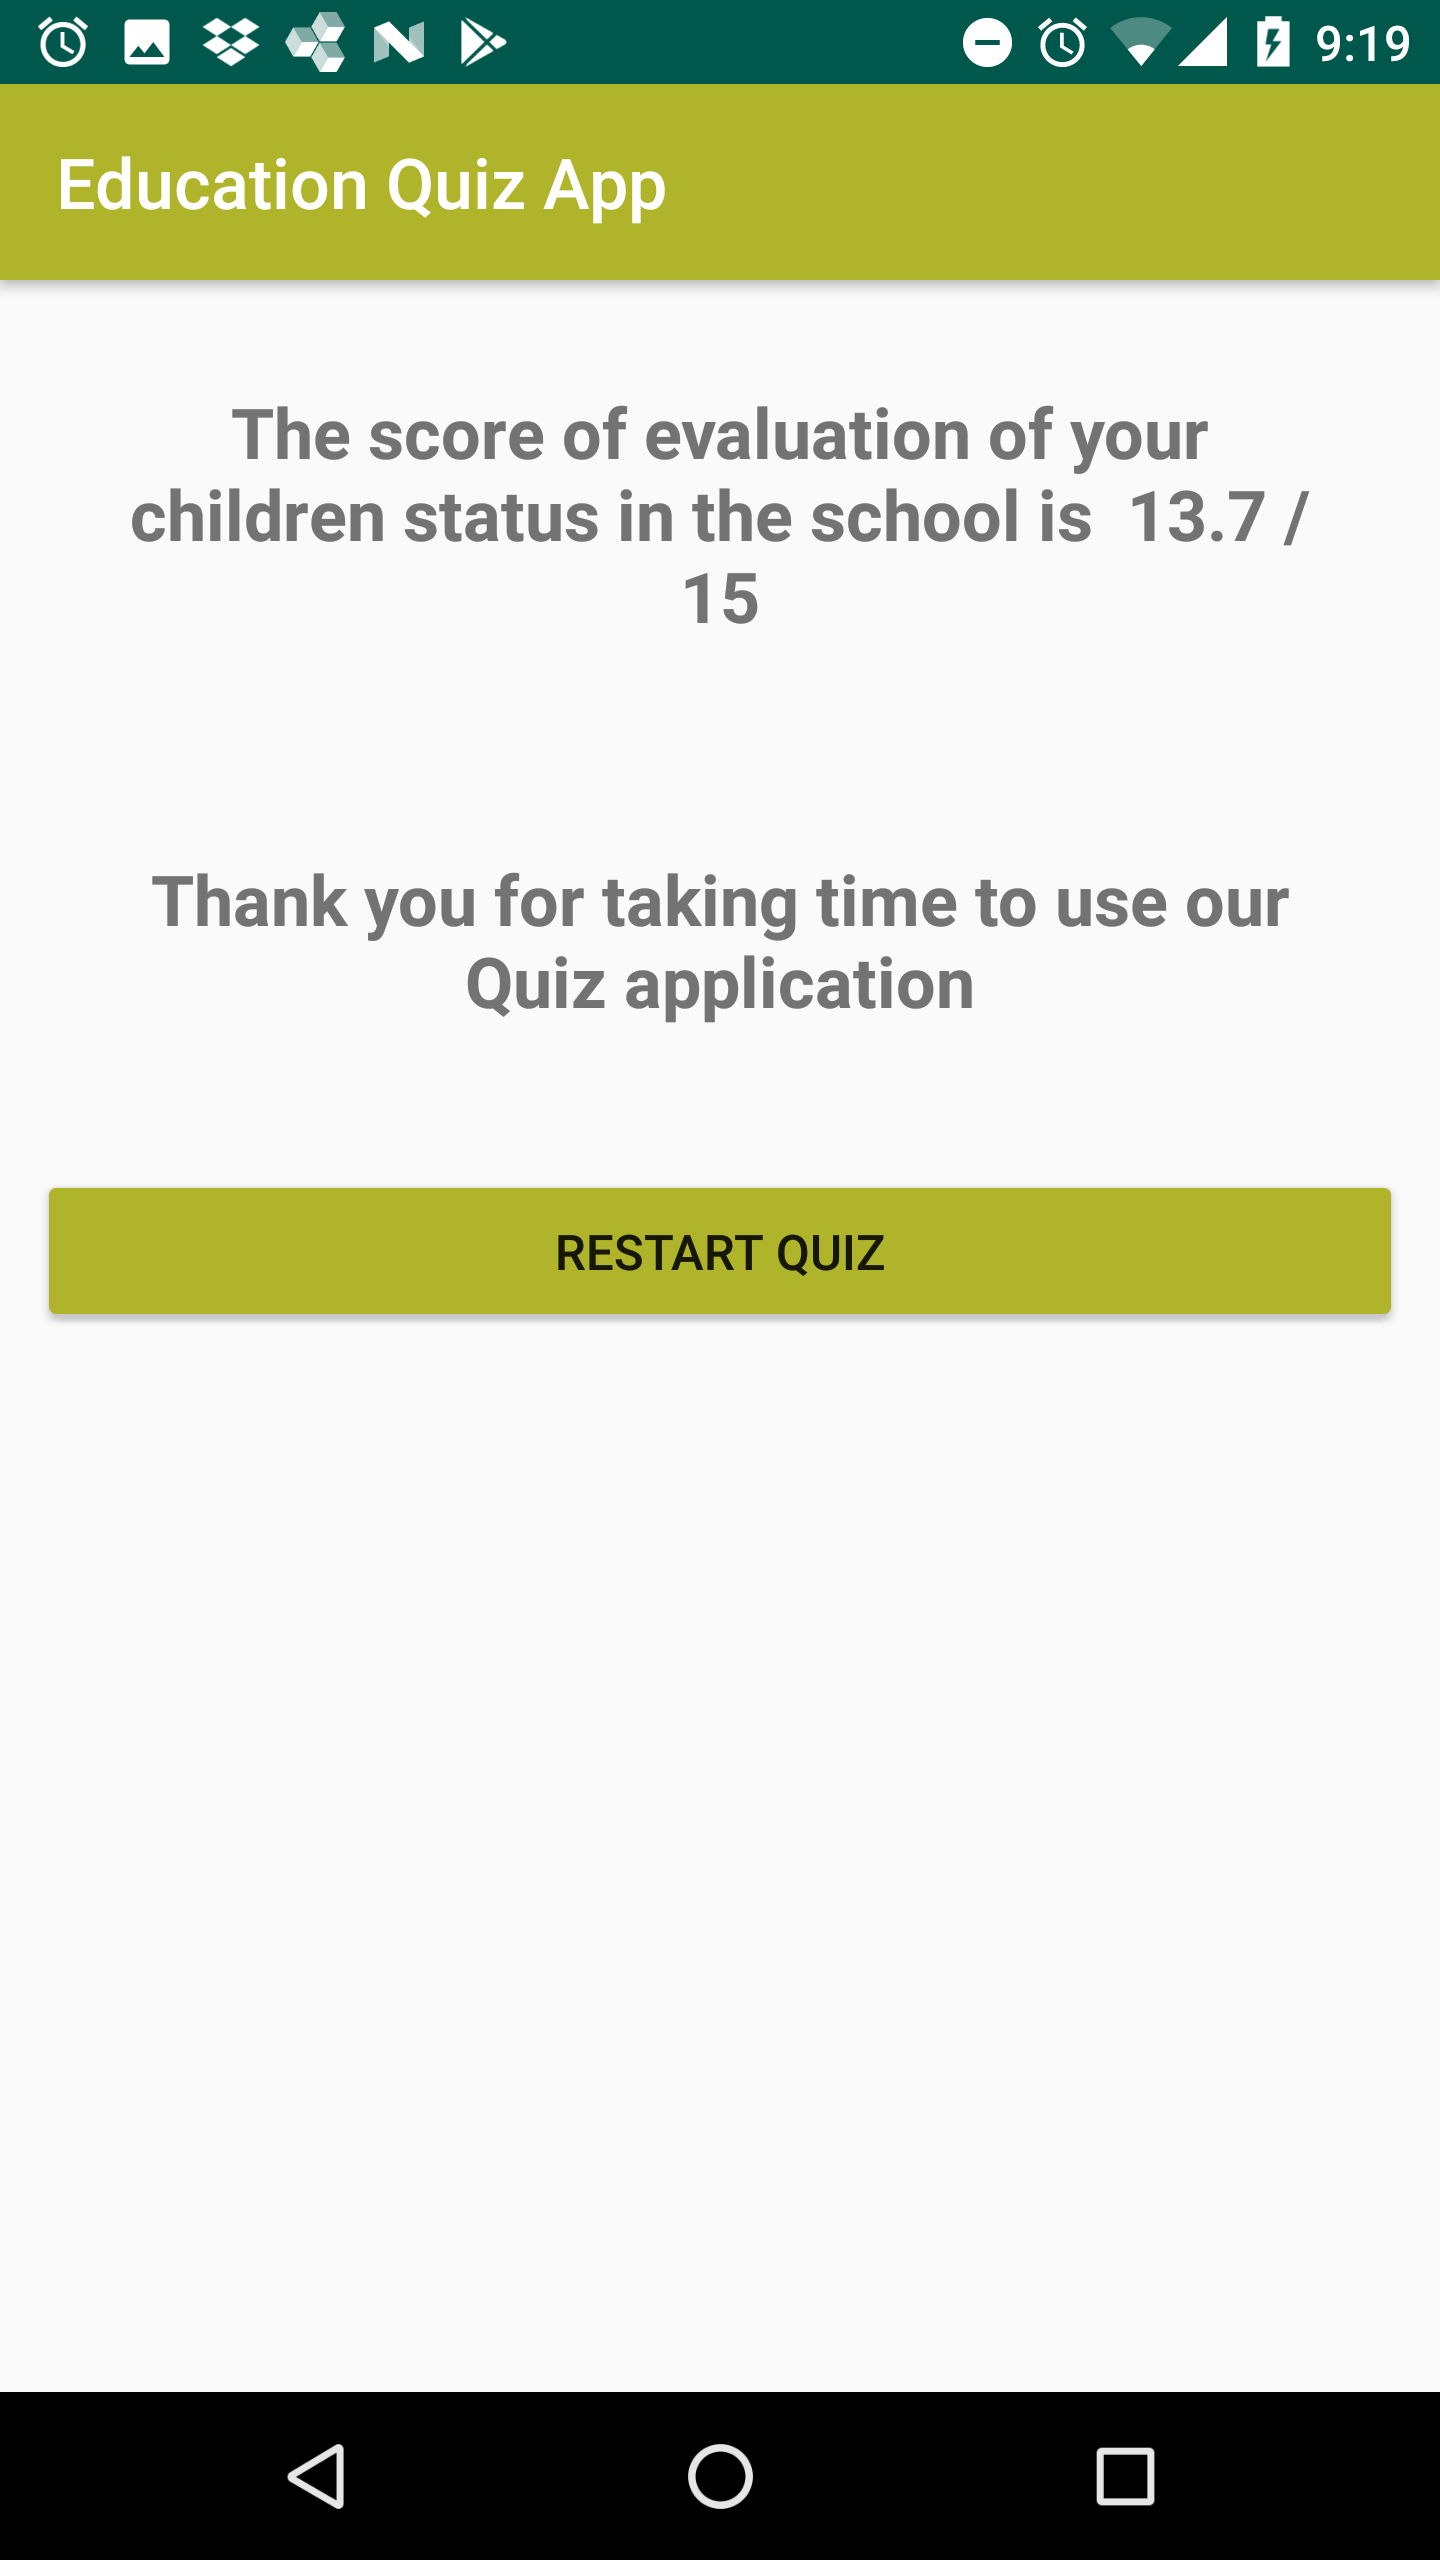 9:19
Education Quiz App
The score of evaluation of your
children status in the school is  13.7 /
15
Thank you for taking time to use our
Quiz application
RESTART QUIZ